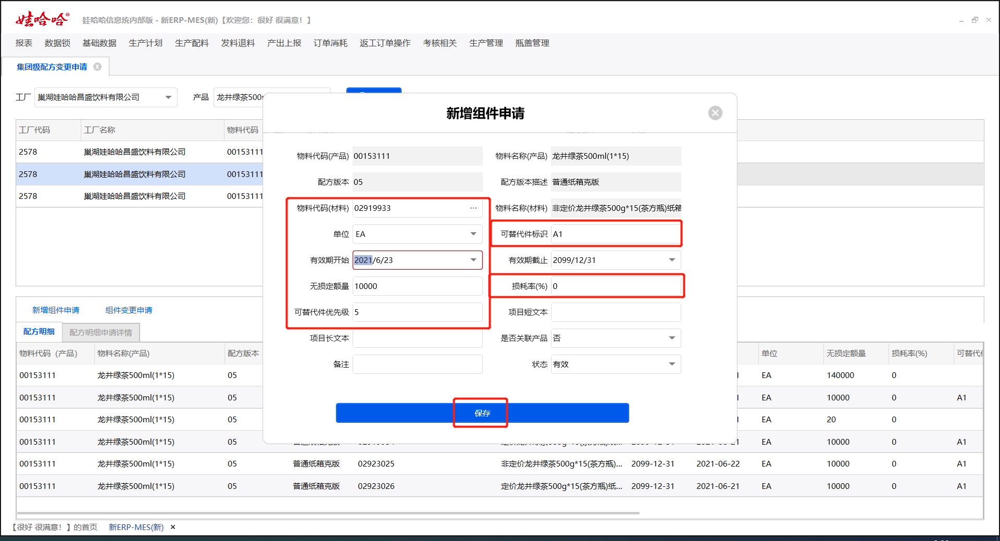 娃哈哈®
娃哈哈信息统内部版 - 新ERP-MES(新)【欢迎您：很好 很满意！】
报表 数据锁 基础数据 生产计划 生产配料 发料退料 产出上报 订单消耗 返工订单操作 考核相关 生产管理 瓶盖管理
集团级配方变更申请
工厂 巢湖娃哈哈昌盛饮料有限公司 产品 龙井绿茶500
工厂代码 工厂名称 物料代码
2578 巢湖娃哈哈昌盛饮料有限公司 00153111
2578 巢湖娃哈哈昌盛饮料有限公司 00153111
2578 巢湖娃哈哈昌盛饮料有限公司 00153111
新增组件申请
物料代码(产品) 00153111 物料名称(产品) 龙井绿茶500ml(1*15)
配方版本 05 配方版本描述 普通纸箱克版
物料代码(材料) 02919933 ... 物料名称(材料) 非定价龙井绿茶500g*15(茶方瓶)纸箱
单位 EA 可替代件标识 A1
有效期开始 2021/6/23 有效期截止 2099/12/31
无损定额量 10000 损耗率(%) 0
可替代件优先级 5 项目短文本
项目长文本 是否关联产品 否
备注 状态 有效
保存
新增组件申请 组件变更申请
配方明细 配方明细申请详情
物料代码（产品） 物料名称(产品) 配方版本 单位 无损定额量 损耗率(%) 可替代
00153111 龙井绿茶500ml(1*15) 05 EA 140000 0
00153111 龙井绿茶500ml(1*15) 05 EA 10000 0 A1
00153111 龙井绿茶500ml(1*15) 05 EA 20 0
00153111 龙井绿茶500ml(1*15) 05 EA 10000 0 A1
00153111 龙井绿茶500ml(1*15) 05 普通纸箱克版 02923025 非定价龙井绿茶500g*15(茶方瓶)... 2099-12-31 2021-06-22 EA 10000 0 A1
00153111 龙井绿茶500ml(1*15) 05 普通纸箱克版 02923026 定价龙井绿茶500g*15(茶方瓶)纸... 2099-12-31 2021-06-21 EA 10000 0 A1
【很好 很满意！】的首页 新ERP-MES(新) ×